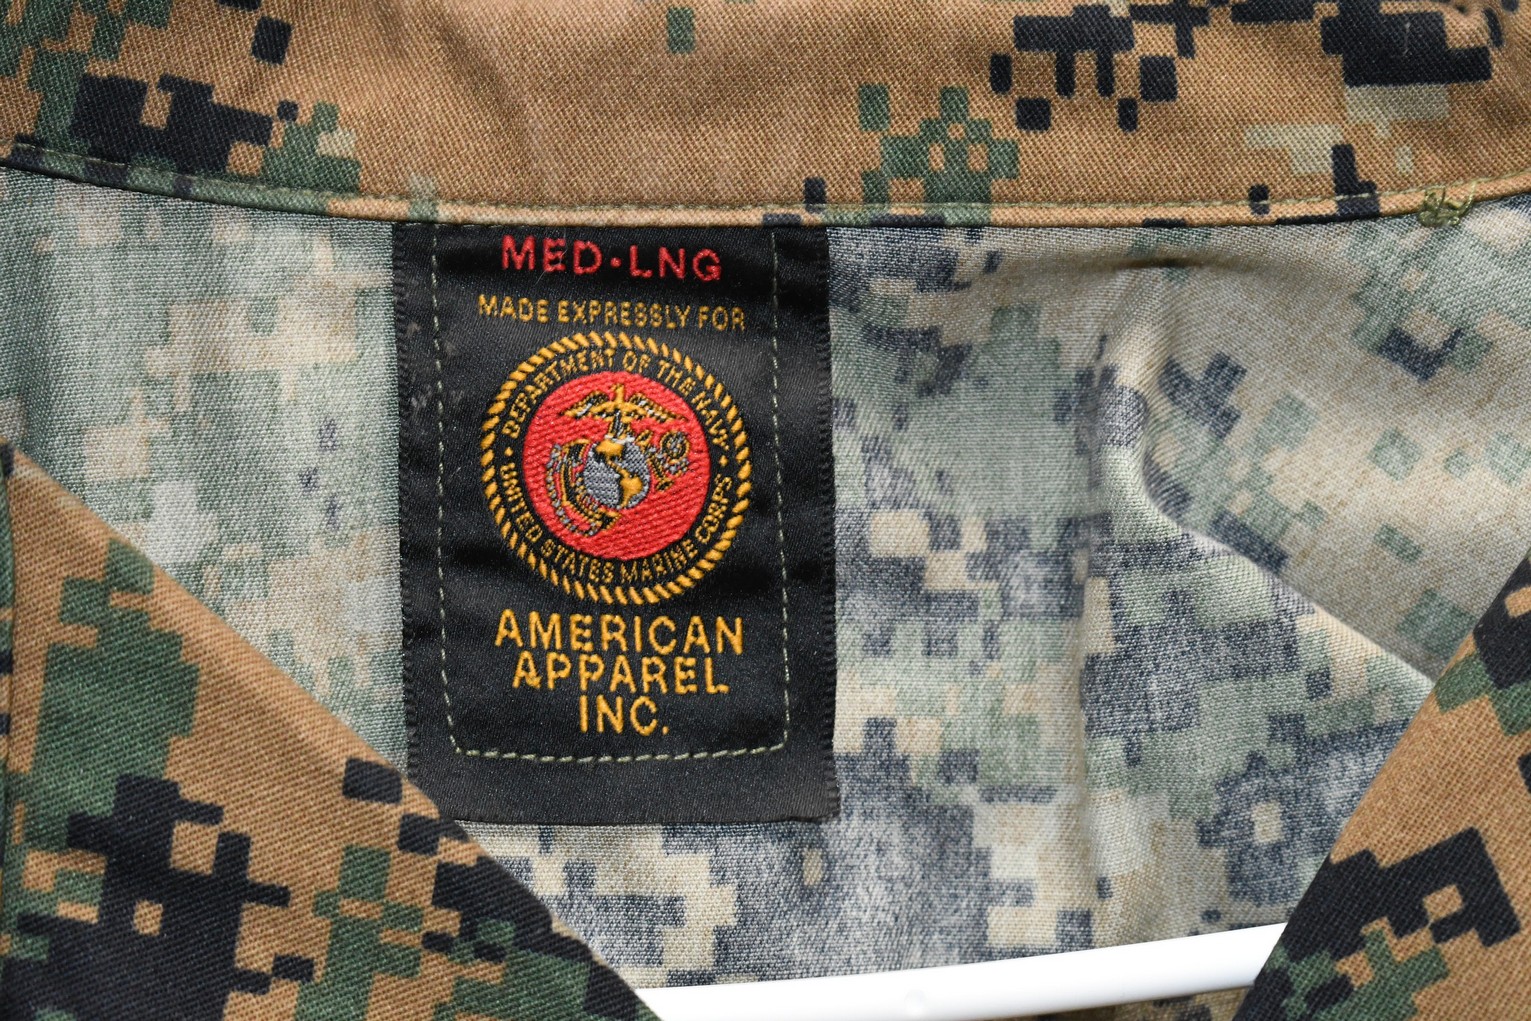 MED·LNG
MADE EXPRESSLY FOR
DEPARTMENT OF THE NAVY
UNITED STATES MARINE CORPS
AMERICAN
APPAREL
INC.